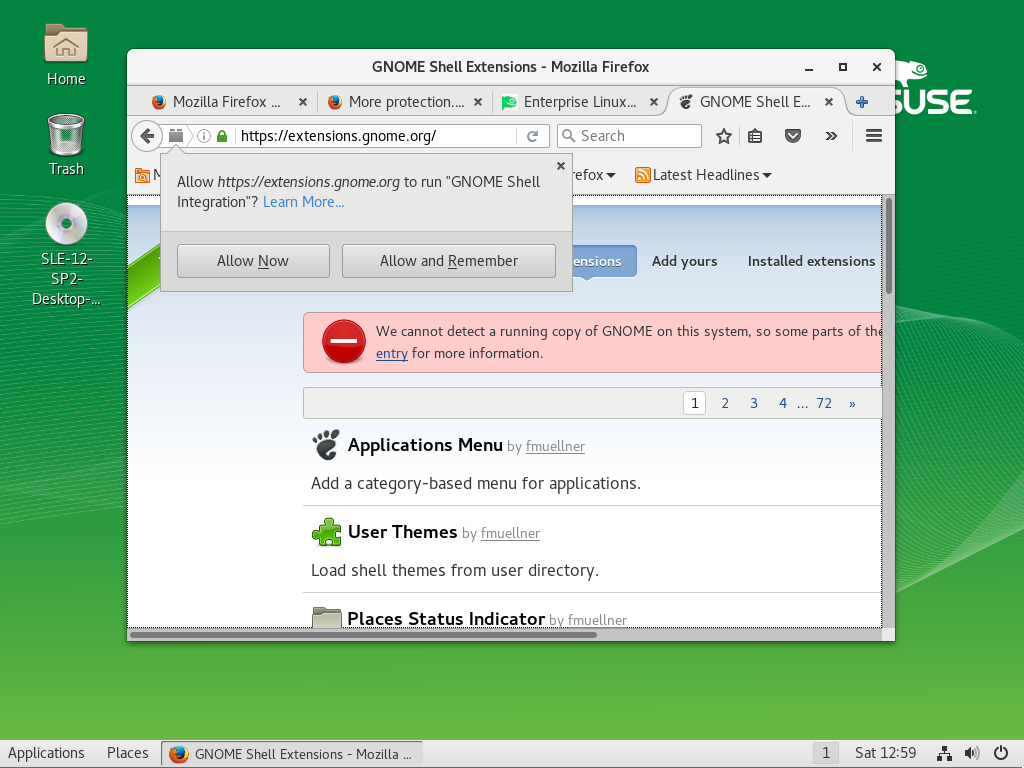 Home
Trash
SLE-12-
SP2-
Desktop-...
SUSE
GNOME Shell Extensions - Mozilla Firefox
Mozilla Firefox ...
More protection....
Enterprise Linux...
GNOME Shell E...
https://extensions.gnome.org/
Search
Latest Headlines
Allow https://extensions.gnome.org to run "GNOME Shell
Integration"? Learn More...
Allow Now
Allow and Remember
ensions
Add yours
Installed extensions
We cannot detect a running copy of GNOME on this system, so some parts of the
entry for more information.
1 2 3 4 ... 72 »
Applications Menu by fmuellner
Add a category-based menu for applications.
User Themes by fmuellner
Load shell themes from user directory.
Places Status Indicator by fmuellner
Applications
Places
GNOME Shell Extensions - Mozilla ...
1
Sat 12:59